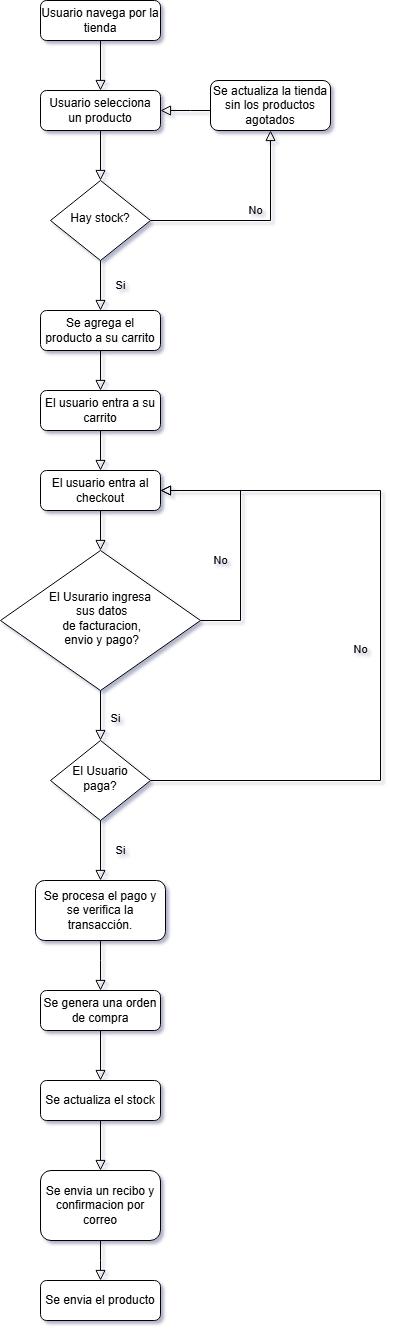 Usuario navega por la
tienda
Usuario selecciona
un producto
Se actualiza la tienda
sin los productos
agotados
Hay stock?
No
Si
Se agrega el
producto a su carrito
El usuario entra a su
carrito
El usuario entra al
checkout
No
El Usurario ingresa
sus datos
de facturacion,
envio y pago?
No
Si
El Usuario
paga?
Si
Se procesa el pago y
se verifica la
transacción.
Se genera una orden
de compra
Se actualiza el stock
Se envia un recibo y
confirmacion por
correo
Se envia el producto